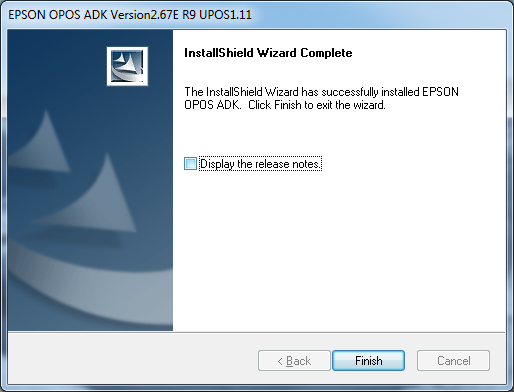 EPSON OPOS ADK Version2.67E R9 UPOS1.11
InstallShield Wizard Complete
The InstallShield Wizard has successfully installed EPSON
OPOS ADK. Click Finish to exit the wizard.
Display the release notes.
< Back
Finish
Cancel